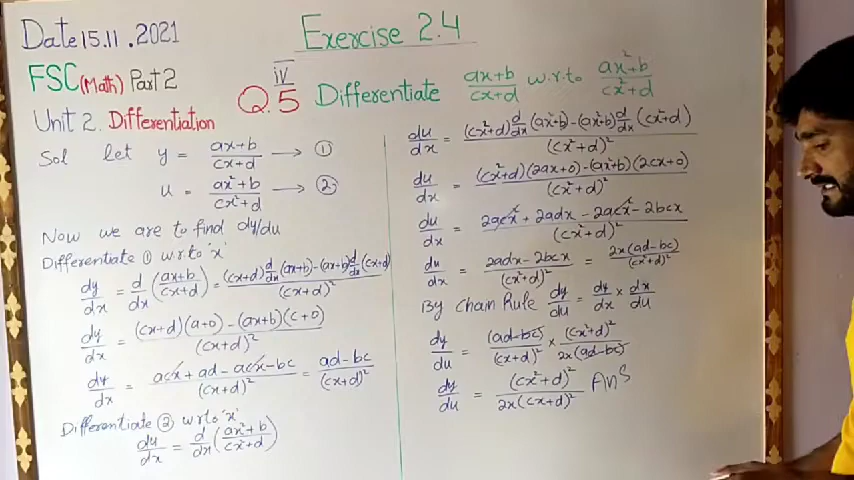 Date 15.11.2021
Exercise 2.4
FSC (Math) Part 2
Unit 2. Differentiation
iv
Q.5 Differentiate (ax+b)/(cx+d) w.r.to (ax²+b)/(cx²+d)
Sol let y = (ax+b)/(cx+d) → ①
u = (ax²+b)/(cx²+d) → ②
Now we are to find dy/du
Differentiate ① w.r.to 'x'
dy/dx = d/dx((ax+b)/(cx+d)) = ((cx+d) d/dx (ax+b) - (ax+b) d/dx (cx+d))/(cx+d)²
dy/dx = ((cx+d)(a+0) - (ax+b)(c+0))/(cx+d)²
dy/dx = (acx + ad - acx - bc)/(cx+d)² = (ad-bc)/(cx+d)²
Differentiate ② w.r.to 'x'
du/dx = d/dx((ax²+b)/(cx²+d))
du/dx = ((cx²+d) d/dx (ax²+b) - (ax²+b) d/dx (cx²+d))/(cx²+d)²
du/dx = ((cx²+d)(2ax+0) - (ax²+b)(2cx+0))/(cx²+d)²
du/dx = (2acx² + 2adx - 2acx² - 2bcx)/(cx²+d)²
du/dx = (2adx - 2bcx)/(cx²+d)² = 2x(ad-bc)/(cx²+d)²
By Chain Rule dy/du = dy/dx × dx/du
dy/du = (ad-bc)/(cx+d)² × (cx²+d)²/2x(ad-bc)
dy/du = (cx²+d)²/2x(cx+d)² Ans